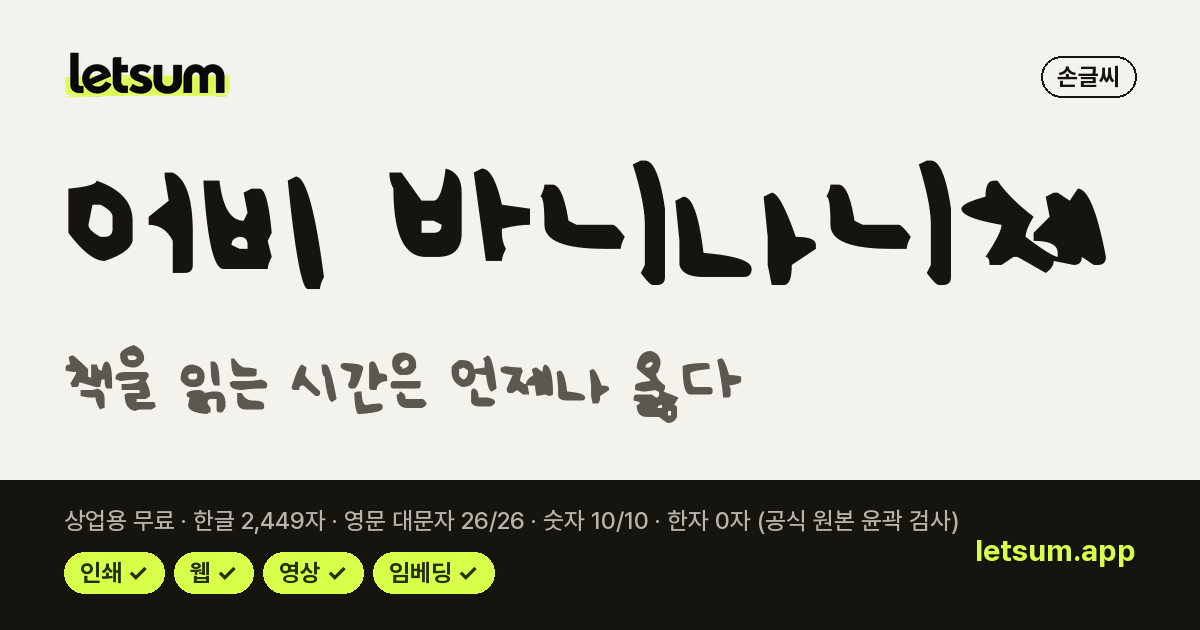 letsum
손글씨
어비 바니나니체
책을 읽는 시간은 언제나 옳다
상업용 무료 · 한글 2,449자 · 영문 대문자 26/26 · 숫자 10/10 · 한자 0자 (공식 원본 윤곽 검사)
인쇄 ✓ 웹 ✓ 영상 ✓ 임베딩 ✓
letsum.app